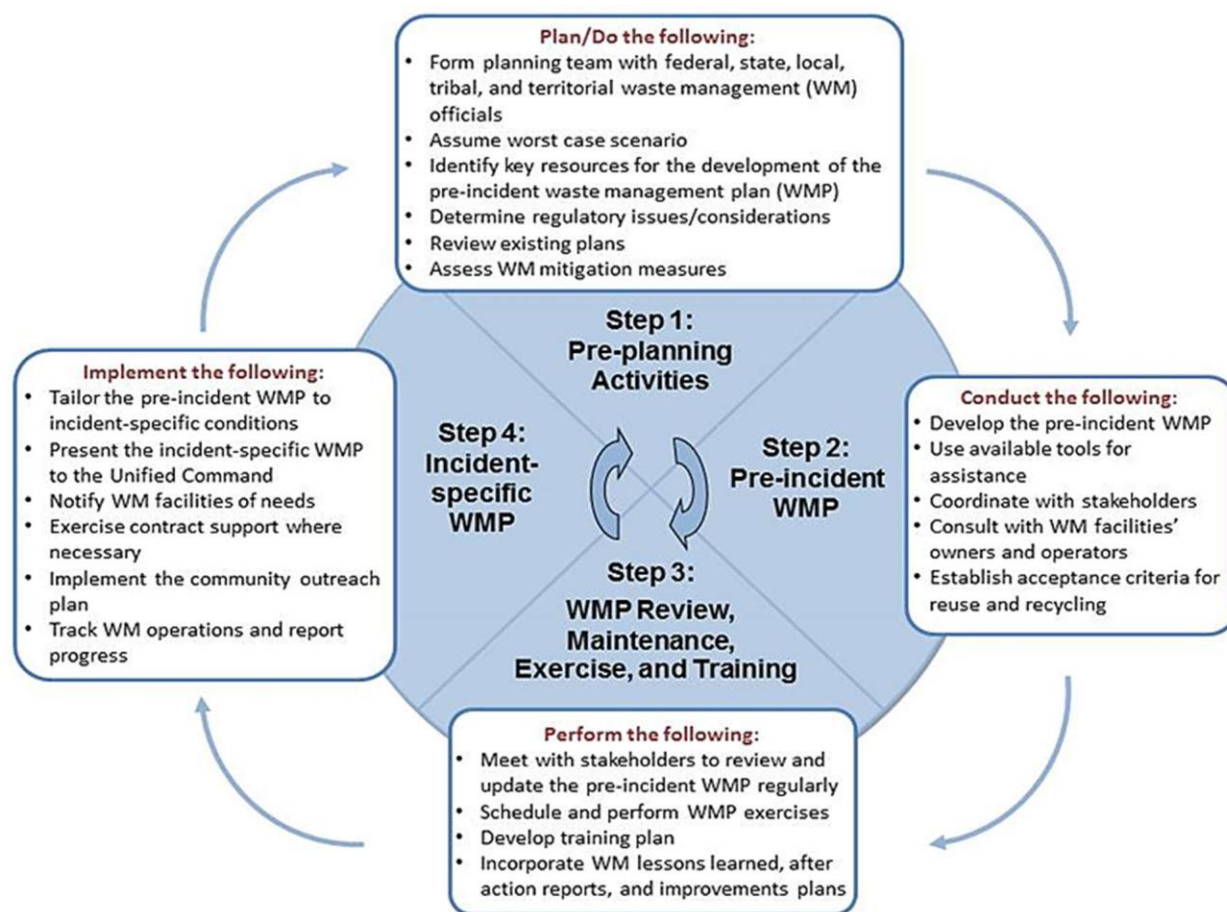 Plan/Do the following:
• Form planning team with federal, state, local,
tribal, and territorial waste management (WM)
officials
• Assume worst case scenario
• Identify key resources for the development of the
pre-incident waste management plan (WMP)
• Determine regulatory issues/considerations
• Review existing plans
• Assess WM mitigation measures
Step 1:
Pre-planning
Activities
Conduct the following:
• Develop the pre-incident WMP
• Use available tools for
assistance
• Coordinate with stakeholders
• Consult with WM facilities’
owners and operators
• Establish acceptance criteria for
reuse and recycling
Step 2:
Pre-incident
WMP
Step 3:
WMP Review,
Maintenance,
Exercise, and Training
Perform the following:
• Meet with stakeholders to review and
update the pre-incident WMP regularly
• Schedule and perform WMP exercises
• Develop training plan
• Incorporate WM lessons learned, after
action reports, and improvements plans
Implement the following:
• Tailor the pre-incident WMP to
incident-specific conditions
• Present the incident-specific WMP
to the Unified Command
• Notify WM facilities of needs
• Exercise contract support where
necessary
• Implement the community outreach
plan
• Track WM operations and report
progress
Step 4:
Incident-
specific
WMP